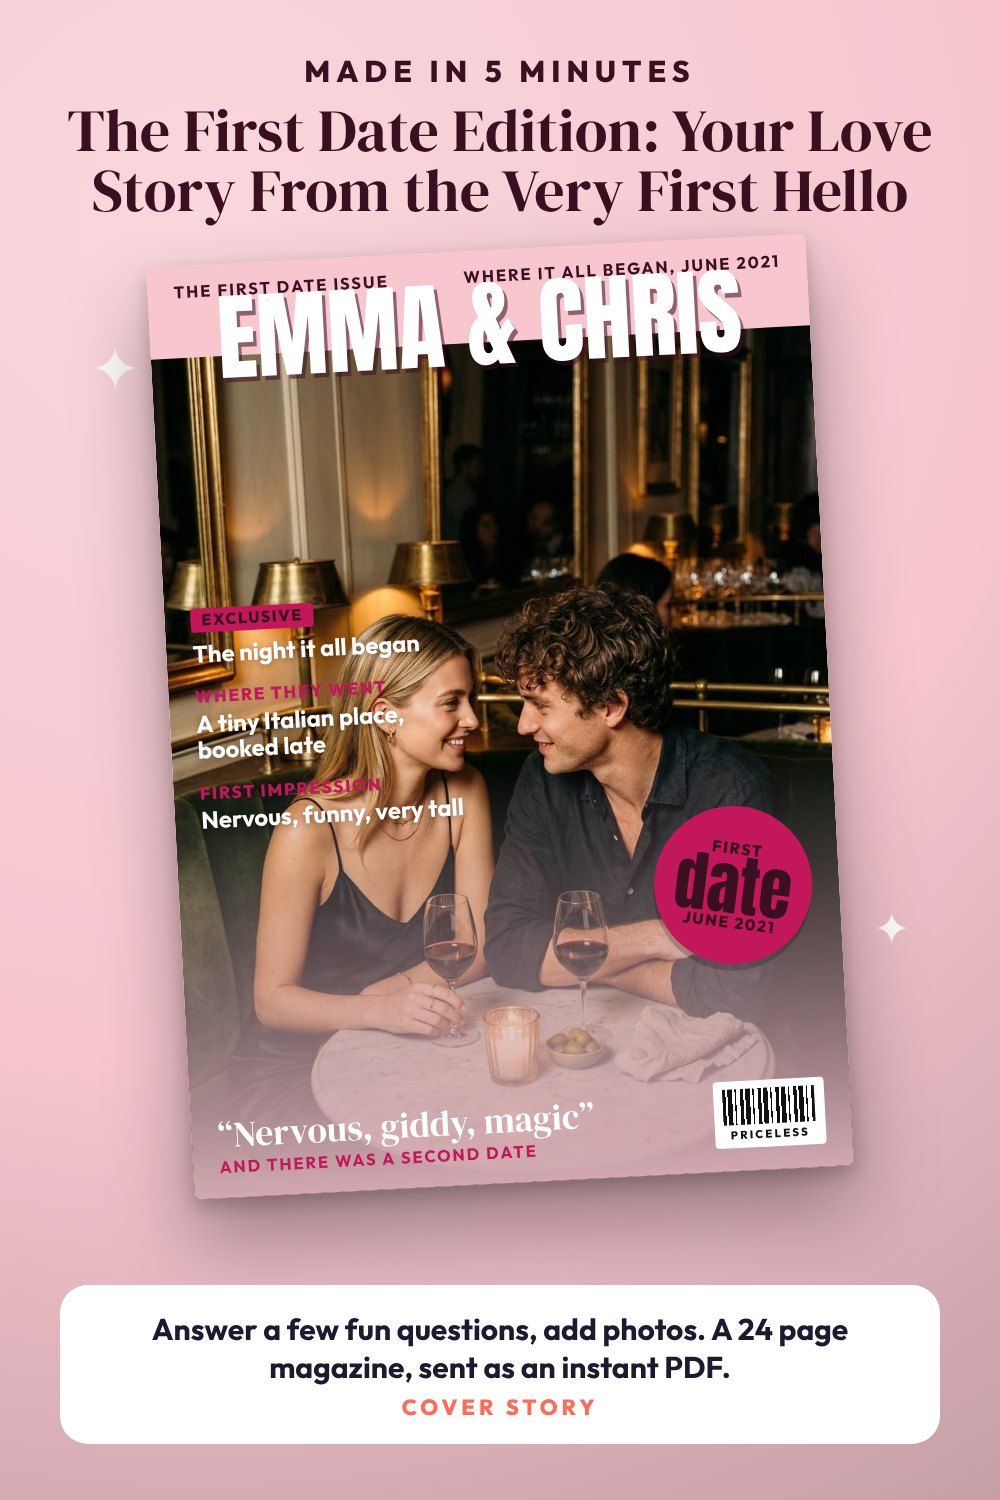 MADE IN 5 MINUTES
The First Date Edition: Your Love
Story From the Very First Hello
THE FIRST DATE ISSUE
WHERE IT ALL BEGAN, JUNE 2021
EMMA & CHRIS
EXCLUSIVE
The night it all began
WHERE THEY WENT
A tiny Italian place,
booked late
FIRST IMPRESSION
Nervous, funny, very tall
FIRST
date
JUNE 2021
“Nervous, giddy, magic”
AND THERE WAS A SECOND DATE
PRICELESS
Answer a few fun questions, add photos. A 24 page
magazine, sent as an instant PDF.
COVER STORY